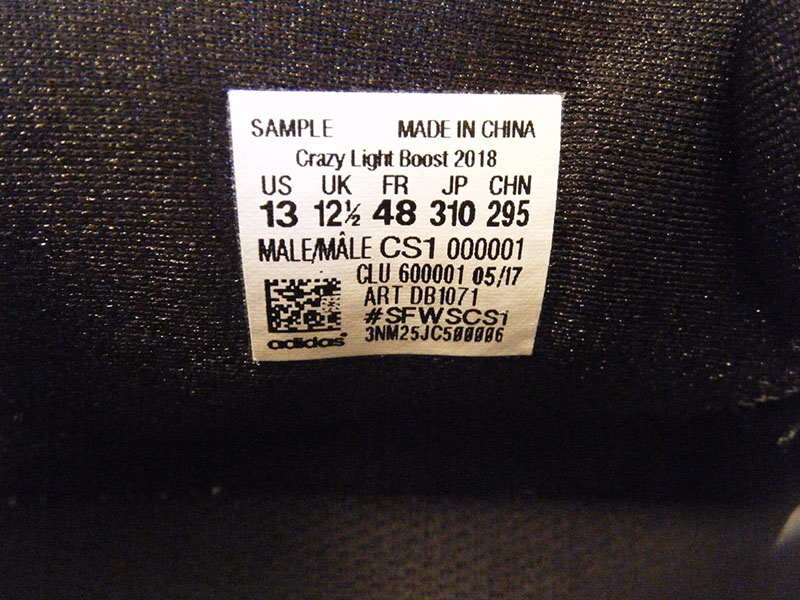 SAMPLE MADE IN CHINA
Crazy Light Boost 2018
US UK FR JP CHN
13 12½ 48 310 295
MALE/MÂLE CS1 000001
CLU 600001 05/17
ART DB1071
#SFWSCS1
3NM25JC500006
adidas